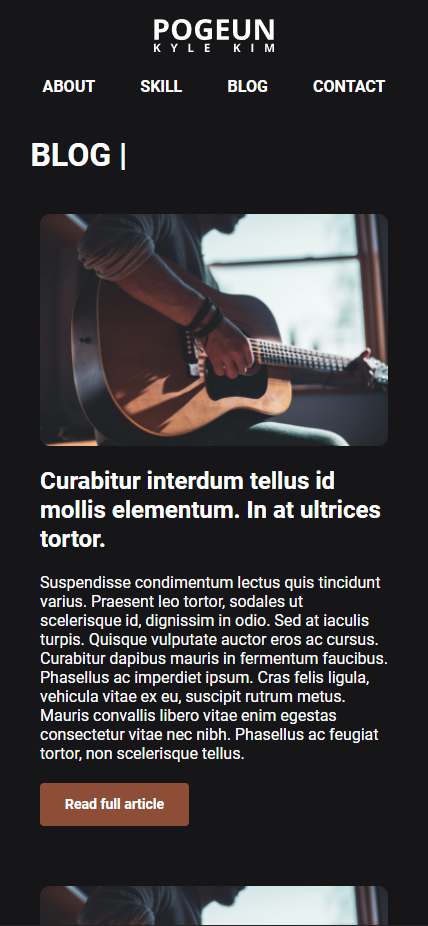 POGEUN
KYLE KIM
ABOUT SKILL BLOG CONTACT
BLOG |
Curabitur interdum tellus id
mollis elementum. In at ultrices
tortor.
Suspendisse condimentum lectus quis tincidunt
varius. Praesent leo tortor, sodales ut
scelerisque id, dignissim in odio. Sed at iaculis
turpis. Quisque vulputate auctor eros ac cursus.
Curabitur dapibus mauris in fermentum faucibus.
Phasellus ac imperdiet ipsum. Cras felis ligula,
vehicula vitae ex eu, suscipit rutrum metus.
Mauris convallis libero vitae enim egestas
consectetur vitae nec nibh. Phasellus ac feugiat
tortor, non scelerisque tellus.
Read full article